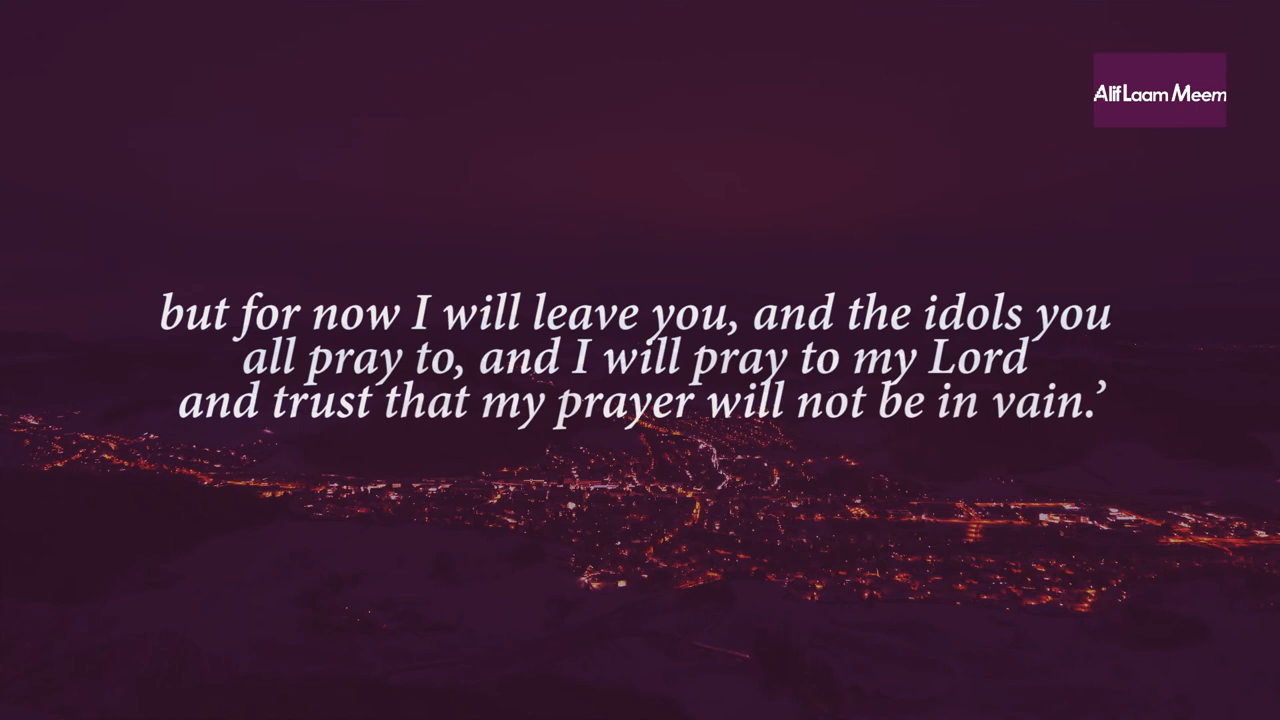 Alif Laam Meem
but for now I will leave you, and the idols you
all pray to, and I will pray to my Lord
and trust that my prayer will not be in vain.’